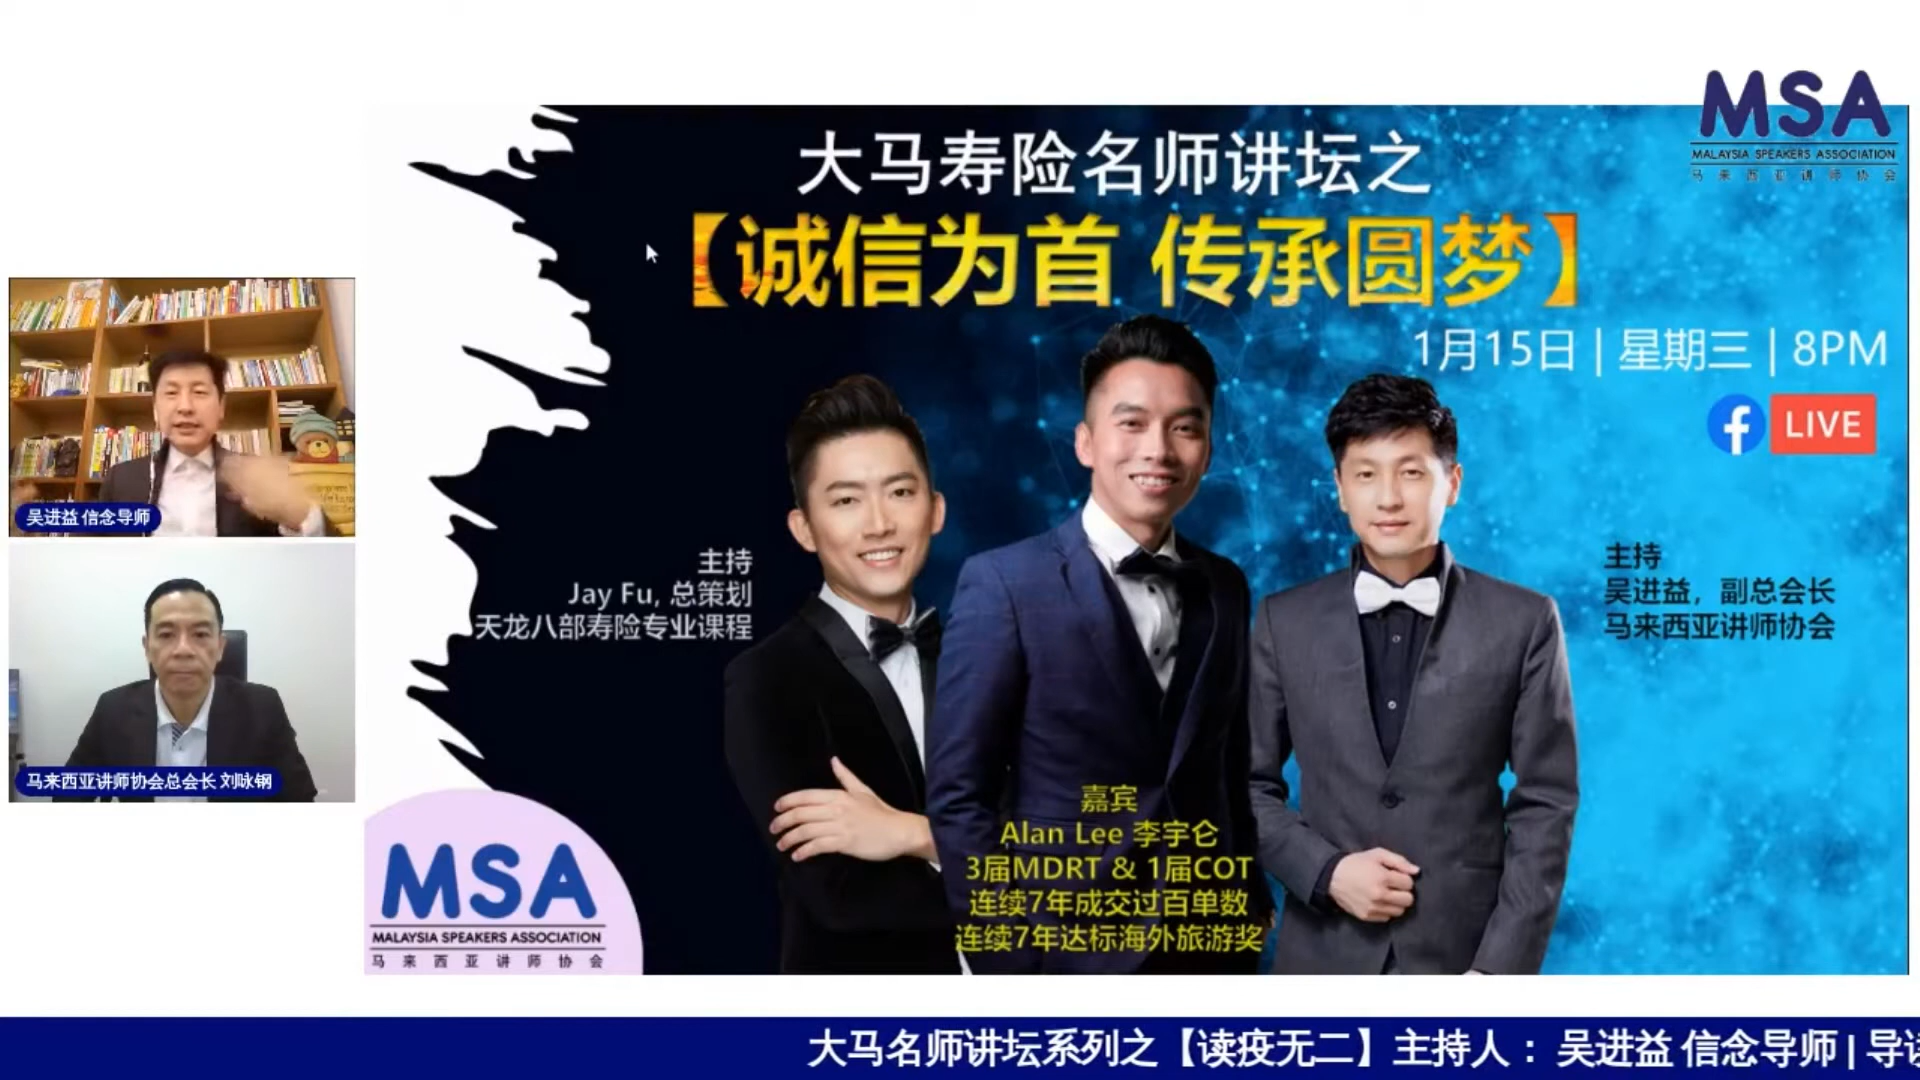 MSA
MALAYSIA SPEAKERS ASSOCIATION
马来西亚讲师协会
大马寿险名师讲坛之
【诚信为首 传承圆梦】
1月15日 | 星期三 | 8PM
LIVE
吴进益 信念导师
马来西亚讲师协会总会长 刘咏钢
主持
Jay Fu, 总策划
天龙八部寿险专业课程
主持
吴进益，副总会长
马来西亚讲师协会
嘉宾
Alan Lee 李宇仑
3届MDRT & 1届COT
连续7年成交过百单数
连续7年达标海外旅游奖
MSA
MALAYSIA SPEAKERS ASSOCIATION
马来西亚讲师协会
大马名师讲坛系列之【读疫无二】主持人：吴进益 信念导师 | 导